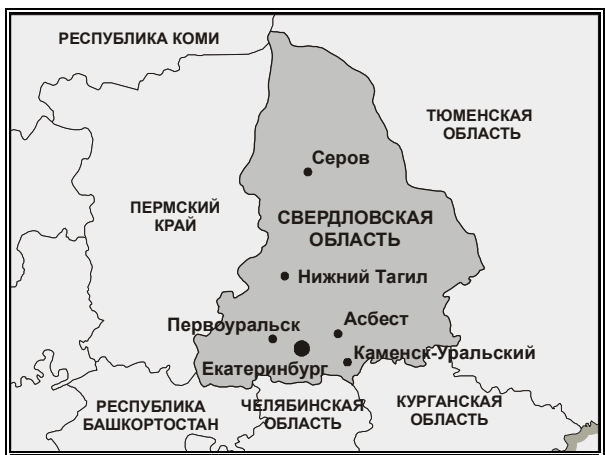 РЕСПУБЛИКА КОМИ
ТЮМЕНСКАЯ
ОБЛАСТЬ
Серов
ПЕРМСКИЙ
КРАЙ
СВЕРДЛОВСКАЯ
ОБЛАСТЬ
Нижний Тагил
Первоуральск
Асбест
Каменск-Уральский
Екатеринбург
РЕСПУБЛИКА
БАШКОРТОСТАН
ЧЕЛЯБИНСКАЯ
ОБЛАСТЬ
КУРГАНСКАЯ
ОБЛАСТЬ